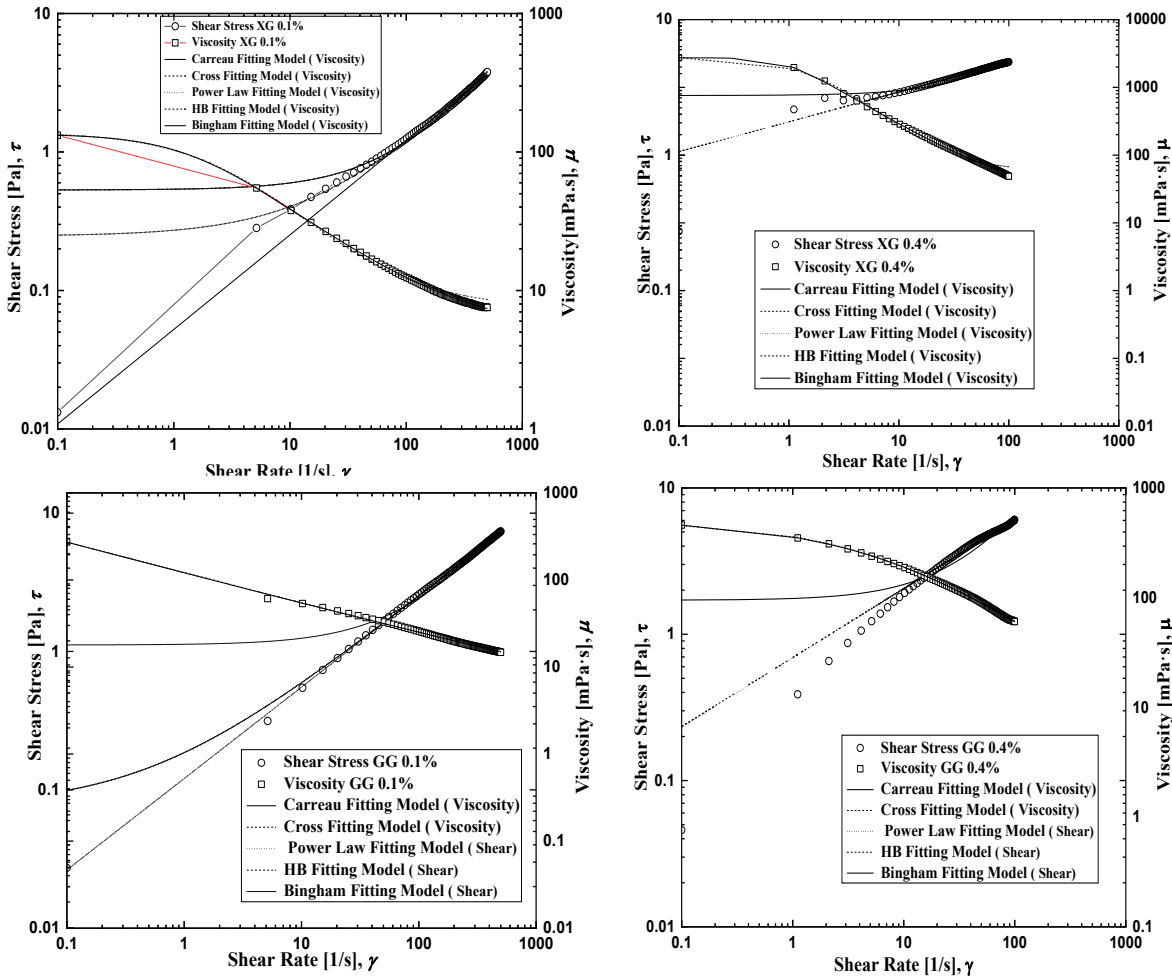 Shear Stress XG 0.1%
Viscosity XG 0.1%
Carreau Fitting Model ( Viscosity)
Cross Fitting Model ( Viscosity)
Power Law Fitting Model ( Viscosity)
HB Fitting Model ( Viscosity)
Bingham Fitting Model ( Viscosity)
10
1
0.1
0.01
Shear Stress [Pa], τ
1000
100
10
1
Viscosity[mPa.s], μ
0.1 1 10 100 1000
Shear Rate [1/s], γ
Shear Stress XG 0.4%
Viscosity XG 0.4%
Carreau Fitting Model ( Viscosity)
Cross Fitting Model ( Viscosity)
Power Law Fitting Model ( Viscosity)
HB Fitting Model ( Viscosity)
Bingham Fitting Model ( Viscosity)
10
1
0.1
0.01
Shear Stress [Pa], τ
10000
1000
100
10
1
0.1
0.01
Viscosity [mPa·s], μ
0.1 1 10 100 1000
Shear Rate [1/s], γ
10
1
0.1
0.01
Shear Stress [Pa], τ
1000
100
10
1
0.1
0.01
Viscosity [mPa·s], μ
Shear Stress GG 0.1%
Viscosity GG 0.1%
Carreau Fitting Model ( Viscosity)
Cross Fitting Model ( Viscosity)
Power Law Fitting Model ( Shear)
HB Fitting Model ( Shear)
Bingham Fitting Model ( Shear)
0.1 1 10 100 1000
Shear Rate [1/s], γ
10
1
0.1
0.01
Shear Stress [Pa], τ
1000
100
10
1
0.1
Viscosity [mPa·s], μ
Shear Stress GG 0.4%
Viscosity GG 0.4%
Carreau Fitting Model ( Viscosity)
Cross Fitting Model ( Viscosity)
Power Law Fitting Model ( Shear)
HB Fitting Model ( Shear)
Bingham Fitting Model ( Shear)
0.1 1 10 100 1000
Shear Rate [1/s], γ